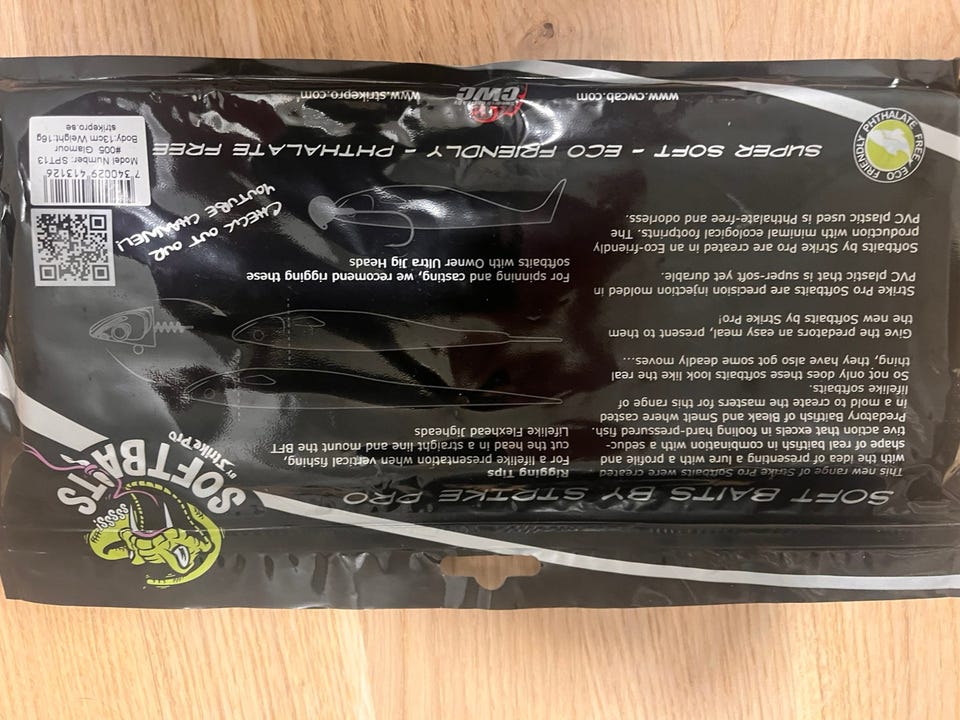 SOFTBAITS
BY Strike Pro
SSSS!
SOFT BAITS BY STRIKE PRO
This new range of Strike Pro Softbaits were created
with the idea of presenting a lure with a profile and
shape of real baitfish in combination with a seduc-
tive action that excels in fooling hard-pressured fish.
Predatory Baitfish of Bleak and Smelt where casted
in a mold to create the masters for this range of
lifelike softbaits.
So not only does these softbaits look like the real
thing, they have also got some deadly moves...
Give the predators an easy meal, present to them
the new Softbaits by Strike Pro!
Strike Pro Softbaits are precision injection molded in
PVC plastic that is super-soft yet durable.
Softbaits by Strike Pro are created in an Eco-friendly
production with minimal ecological footprints. The
PVC plastic used is Phtalate-free and odorless.
Rigging Tips
For a lifelike presentation when vertical fishing,
cut the head in a straight line and mount the BFT
Lifelike Flexhead jigheads
For spinning and casting, we recomend rigging these
softbaits with Owner Ultra Jig Heads
CHECK OUT OUR
YOUTUBE CHANNEL!
7 340029 413126
Model Number SPT13
#005 Glamour
Body:13cm Weight:16g
strikepro.se
SUPER SOFT - ECO FRIENDLY - PHTHALATE FREE
PHTHALATE FREE
ECO FRIENDLY
www.cwcab.com
CWC
www.strikepro.com